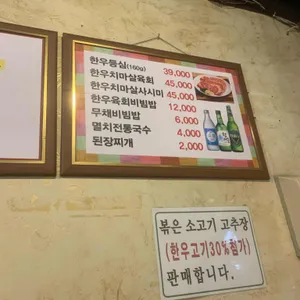 한우등심(160g) 39,000
한우치마살육회 45,000
한우치마살사시미 45,000
한우육회비빔밥 12,000
무채비빔밥 6,000
멸치전통국수 4,000
된장찌개 2,000
볶은 소고기 고추장
(한우고기30%첨가)
판매합니다.